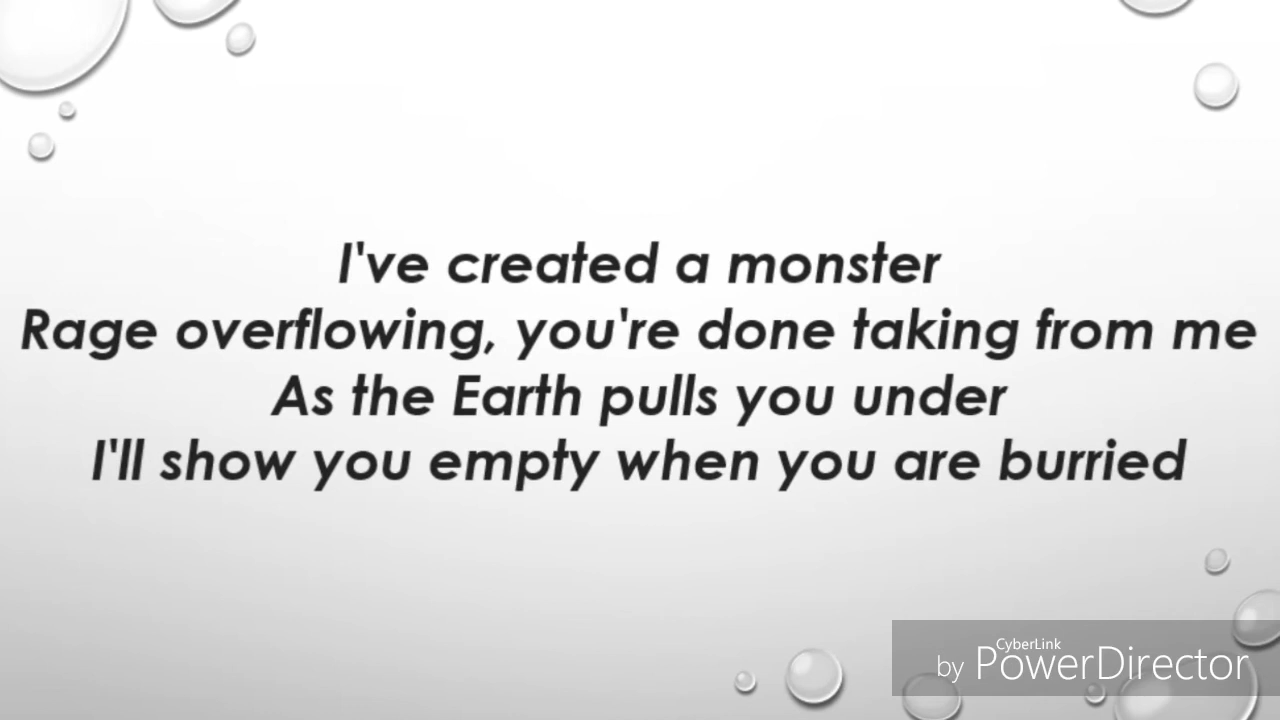 I've created a monster
Rage overflowing, you're done taking from me
As the Earth pulls you under
I'll show you empty when you are burried
CyberLink
by PowerDirector